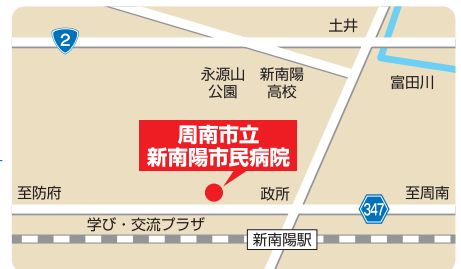 土井
2
永源山
公園
新南陽
高校
富田川
周南市立
新南陽市民病院
至防府
政所
至周南
347
学び・交流プラザ
新南陽駅